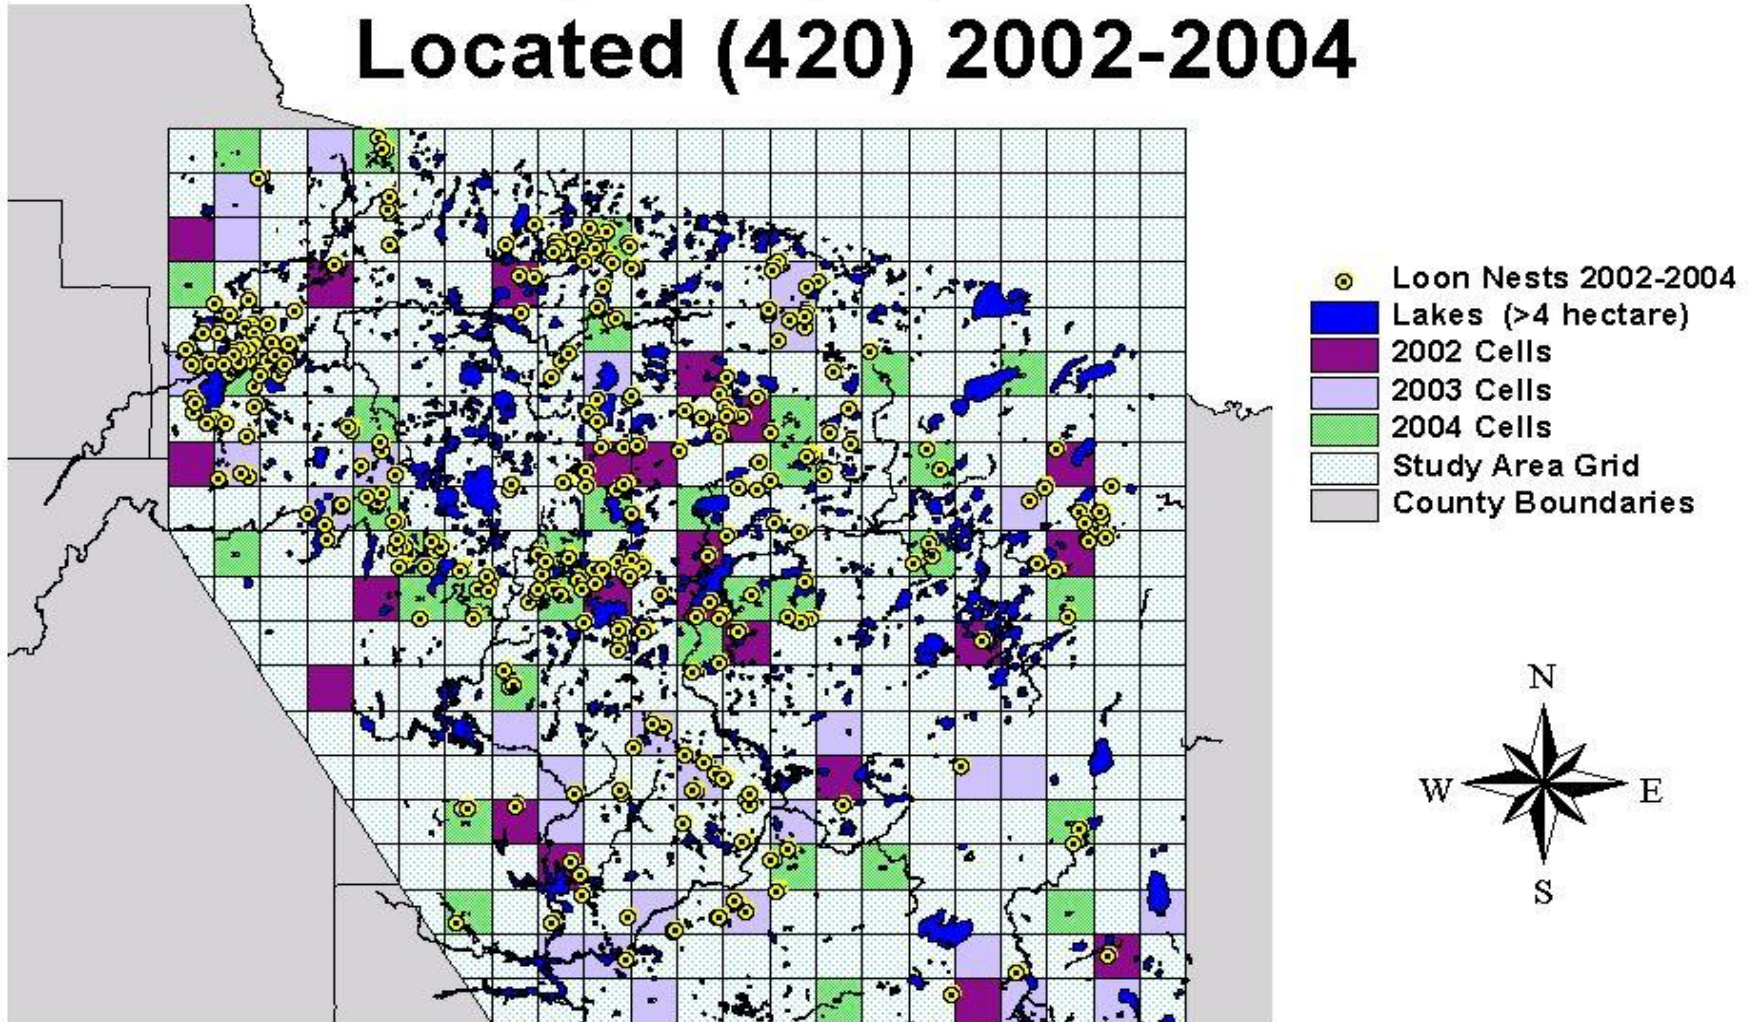 Located (420) 2002-2004
Loon Nests 2002-2004
Lakes (>4 hectare)
2002 Cells
2003 Cells
2004 Cells
Study Area Grid
County Boundaries
N
W
E
S